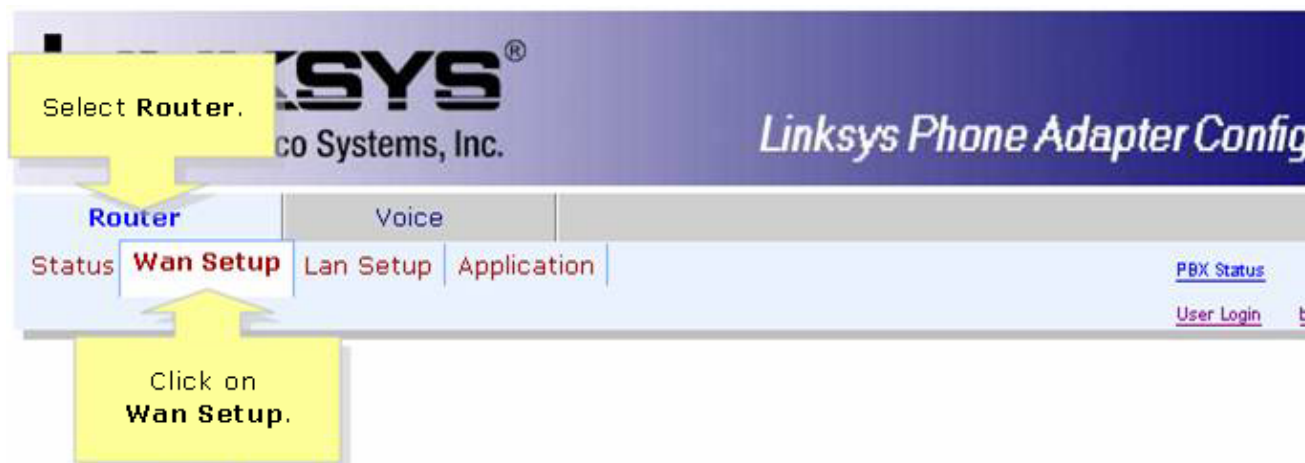 SYS®
Select Router.
co Systems, Inc.
Linksys Phone Adapter Config
Router
Voice
Status
Wan Setup
Lan Setup
Application
PBX Status
User Login
Click on
Wan Setup.